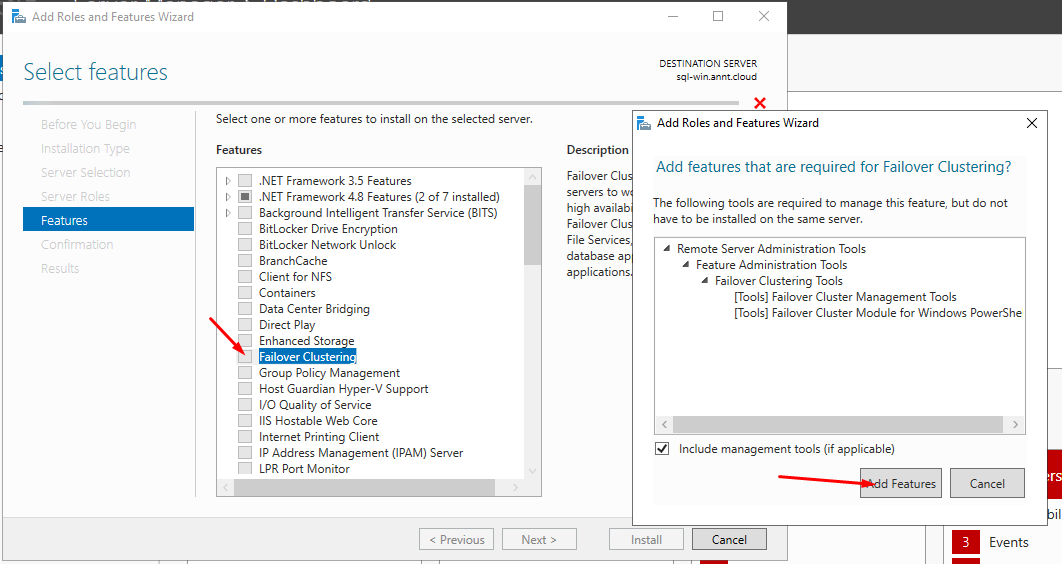 Server Manager • Dashboard
Add Roles and Features Wizard
Select features
DESTINATION SERVER
sql-win.annt.cloud
Before You Begin
Installation Type
Server Selection
Server Roles
Features
Confirmation
Results
Select one or more features to install on the selected server.
Features
.NET Framework 3.5 Features
.NET Framework 4.8 Features (2 of 7 installed)
Background Intelligent Transfer Service (BITS)
BitLocker Drive Encryption
BitLocker Network Unlock
BranchCache
Client for NFS
Containers
Data Center Bridging
Direct Play
Enhanced Storage
Failover Clustering
Group Policy Management
Host Guardian Hyper-V Support
I/O Quality of Service
IIS Hostable Web Core
Internet Printing Client
IP Address Management (IPAM) Server
LPR Port Monitor
Description
Failover Clu
servers to wo
high availabi
Failover Clu
File Services,
database app
applications.
< Previous
Next >
Install
Cancel
Add Roles and Features Wizard
Add features that are required for Failover Clustering?
The following tools are required to manage this feature, but do not
have to be installed on the same server.
Remote Server Administration Tools
Feature Administration Tools
Failover Clustering Tools
[Tools] Failover Cluster Management Tools
[Tools] Failover Cluster Module for Windows PowerShe
Include management tools (if applicable)
Add Features
Cancel
3 Events